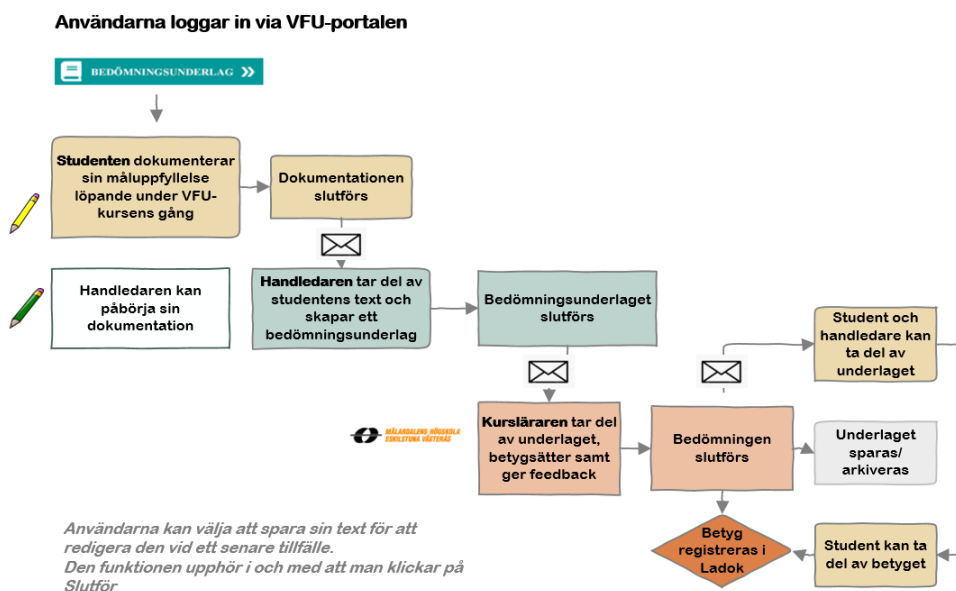 Användarna loggar in via VFU-portalen
BEDÖMNINGSUNDERLAG
Studenten dokumenterar
sin måluppfyllelse
löpande under VFU-
kursens gång
Dokumentationen
slutförs
Handledaren kan
påbörja sin
dokumentation
Handledaren tar del av
studentens text och
skapar ett
bedömningsunderlag
Bedömningsunderlaget
slutförs
Student och
handledare kan
ta del av
underlaget
MÄLARDALENS HÖGSKOLA
ESKILSTUNA VÄSTERÅS
Kursläraren tar del
av underlaget,
betygsätter samt
ger feedback
Bedömningen
slutförs
Underlaget
sparas/
arkiveras
Betyg
registreras i
Ladok
Student kan ta
del av betyget
Användarna kan välja att spara sin text för att
redigera den vid ett senare tillfälle.
Den funktionen upphör i och med att man klickar på
Slutför